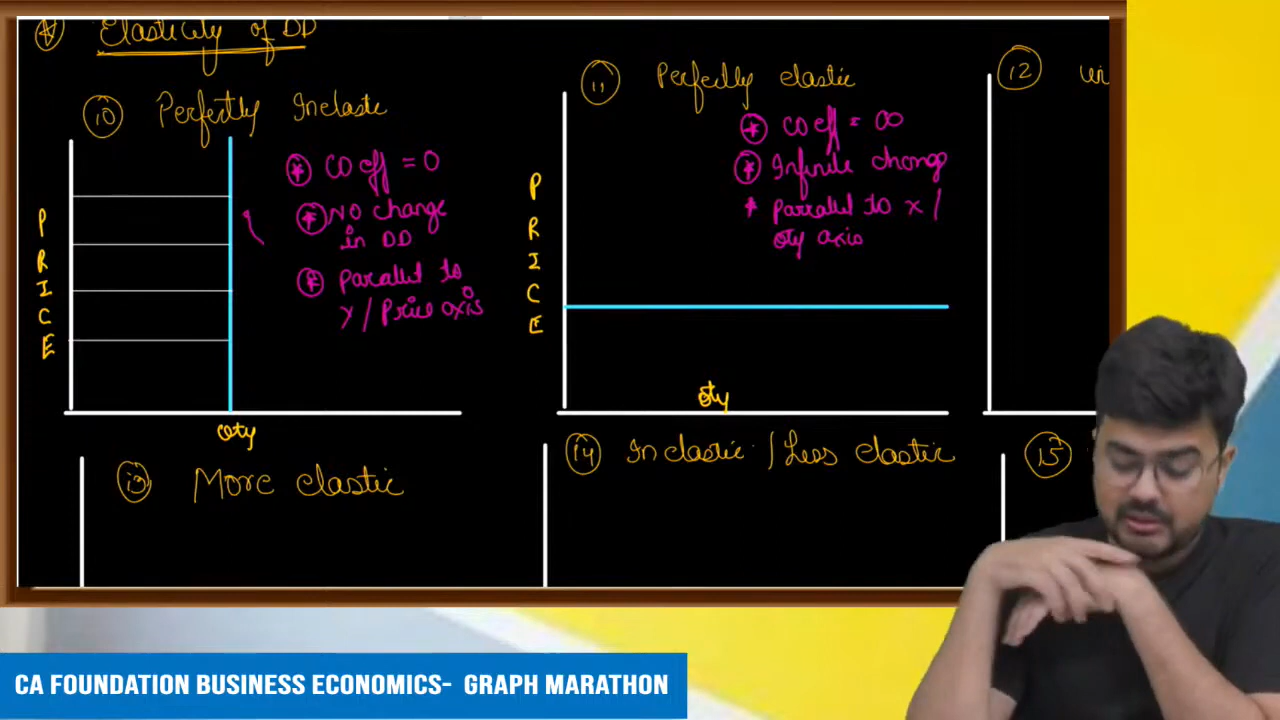 Elasticity of DD
10 Perfectly Inelastic
* Coeff = 0
* No change
in DD
* Parallel to
Y / Price axis
PRICE
Qty
11 Perfectly elastic
* Coeff = ∞
* Infinite change
* Parralel to x /
Qty axis
PRICE
Qty
12
13 More elastic
14 Inelastic / Less elastic
15
CA FOUNDATION BUSINESS ECONOMICS- GRAPH MARATHON